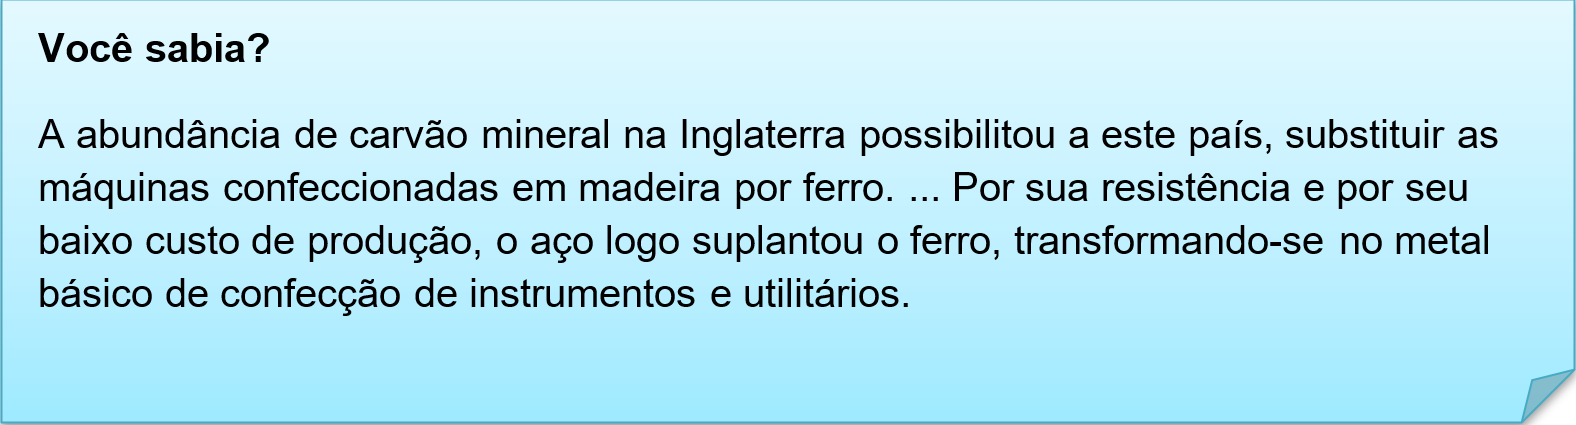 Você sabia?
A abundância de carvão mineral na Inglaterra possibilitou a este país, substituir as
máquinas confeccionadas em madeira por ferro. ... Por sua resistência e por seu
baixo custo de produção, o aço logo suplantou o ferro, transformando-se no metal
básico de confecção de instrumentos e utilitários.